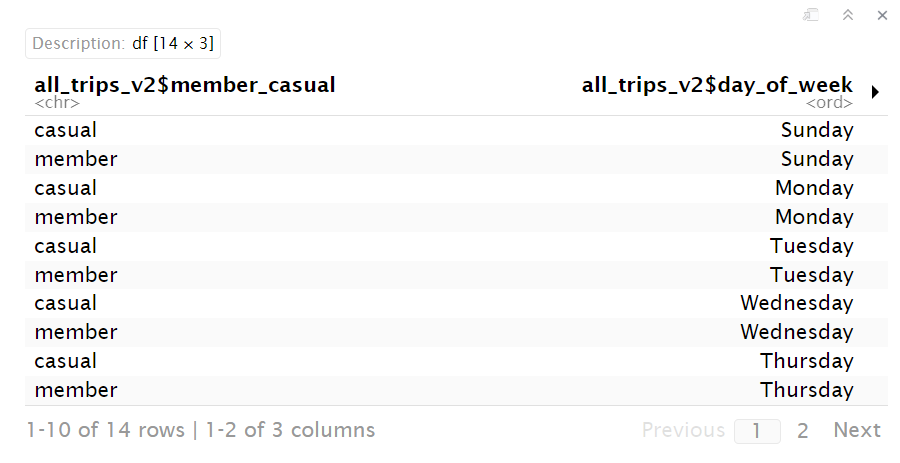 Description: df [14 × 3]
all_trips_v2$member_casual all_trips_v2$day_of_week
<chr> <ord>
casual Sunday
member Sunday
casual Monday
member Monday
casual Tuesday
member Tuesday
casual Wednesday
member Wednesday
casual Thursday
member Thursday
1-10 of 14 rows | 1-2 of 3 columns Previous 1 2 Next